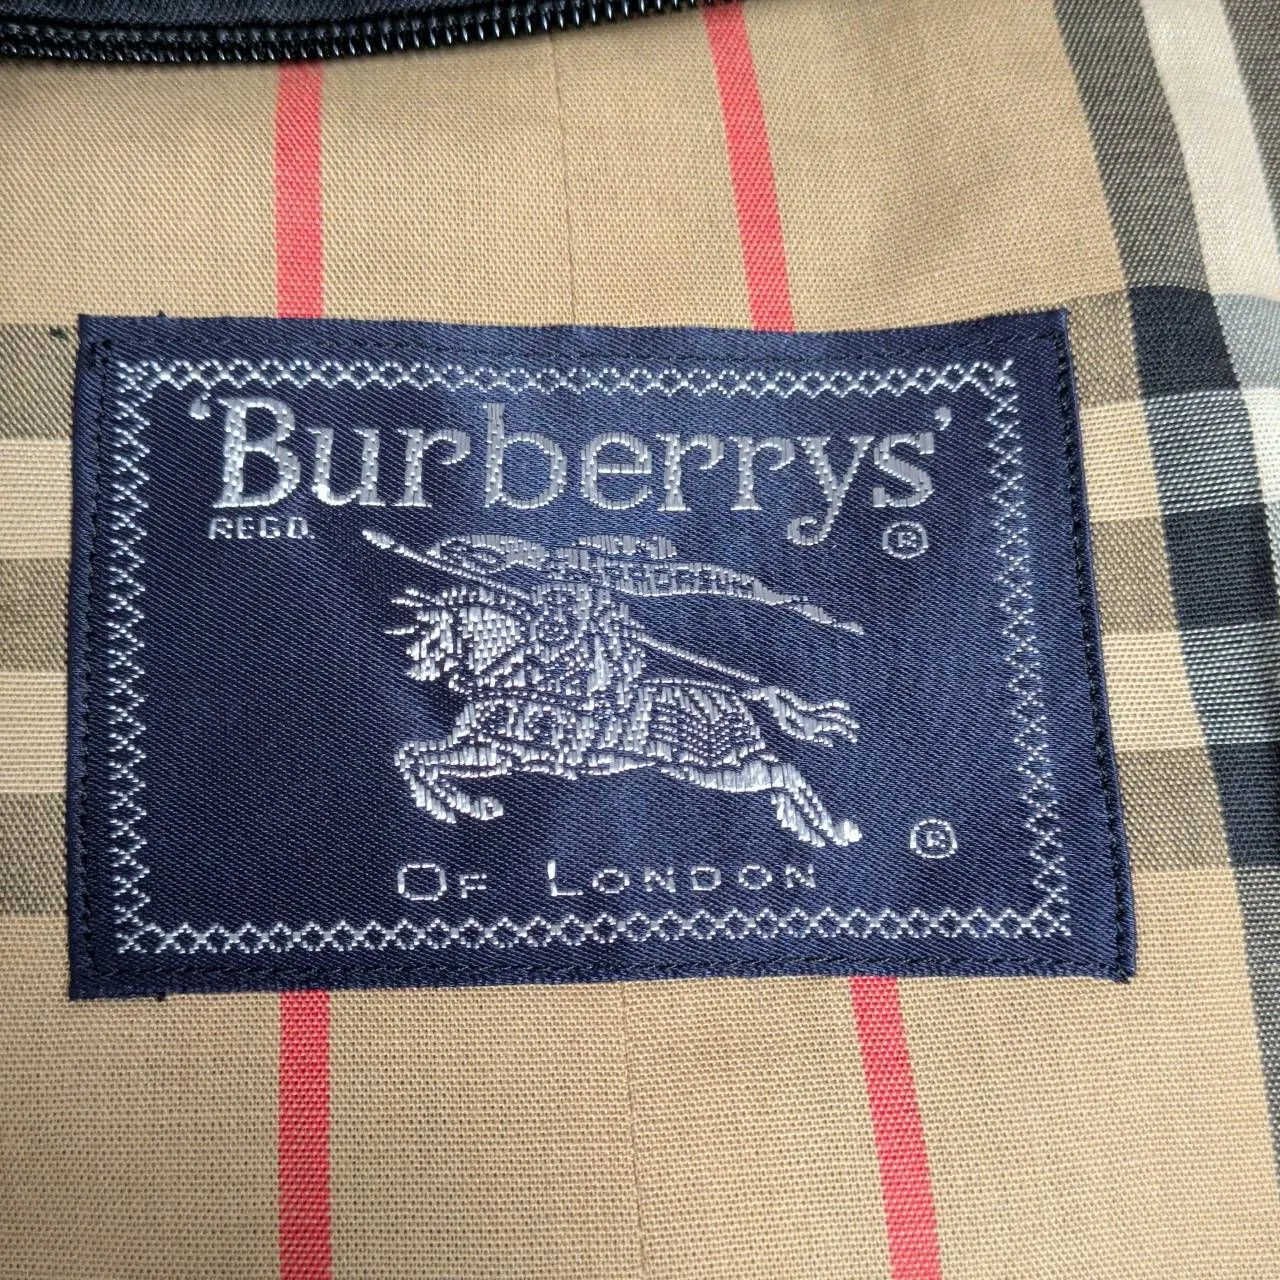 'Burberrys'
REGD.
®
®
OF LONDON